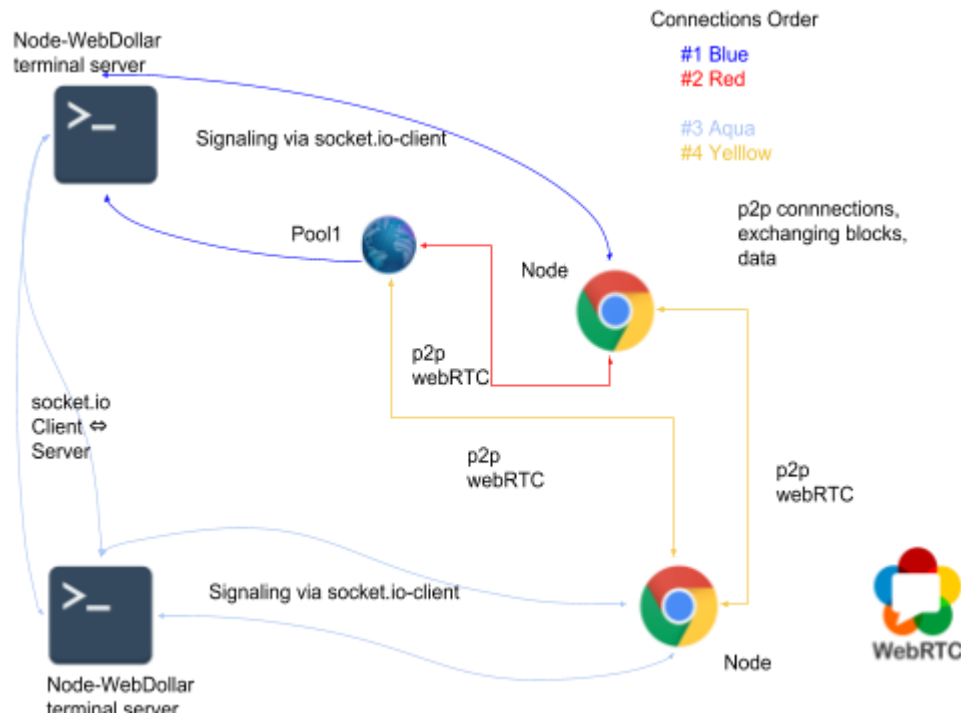 Connections Order
#1 Blue
#2 Red
#3 Aqua
#4 Yelllow
Node-WebDollar
terminal server
>_
Signaling via socket.io-client
Pool1
Node
p2p connnections,
exchanging blocks,
data
p2p
webRTC
socket.io
Client ⇔
Server
p2p
webRTC
p2p
webRTC
>_
Signaling via socket.io-client
Node
WebRTC
Node-WebDollar
terminal server